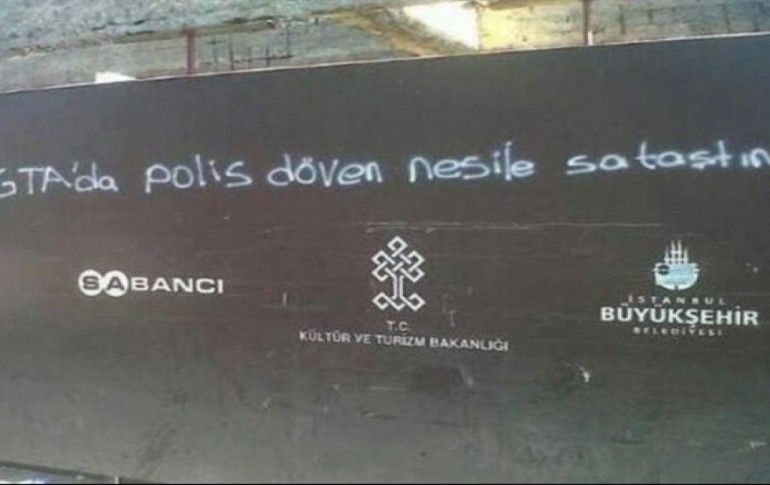 GTA'da polis döven nesile sataştın
SABANCI
T.C.
KÜLTÜR VE TURİZM BAKANLIĞI
İSTANBUL
BÜYÜKŞEHİR
BELEDİYESİ